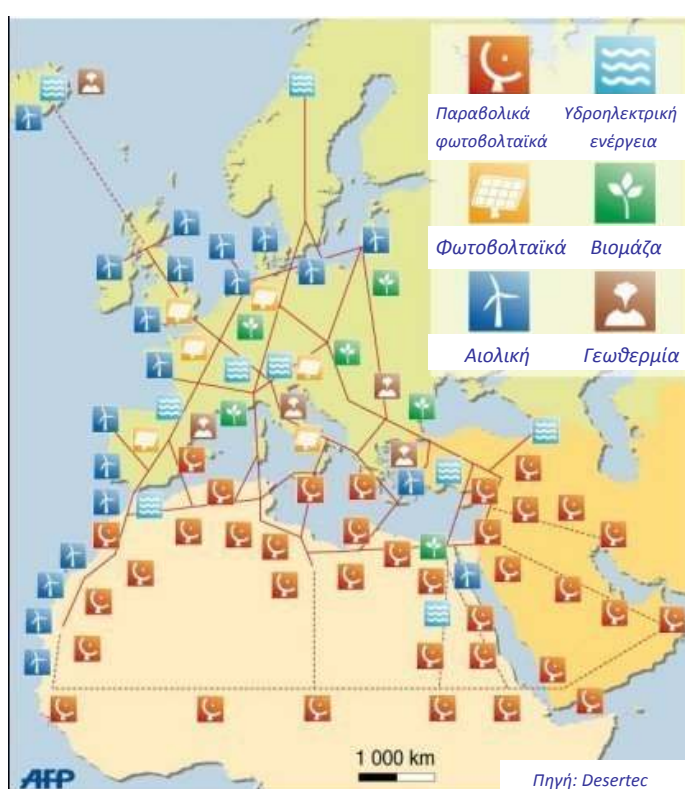 Παραβολικά
φωτοβολταϊκά
Υδροηλεκτρική
ενέργεια
Φωτοβολταϊκά
Βιομάζα
Αιολική
Γεωθερμία
1 000 km
AFP
Πηγή: Desertec